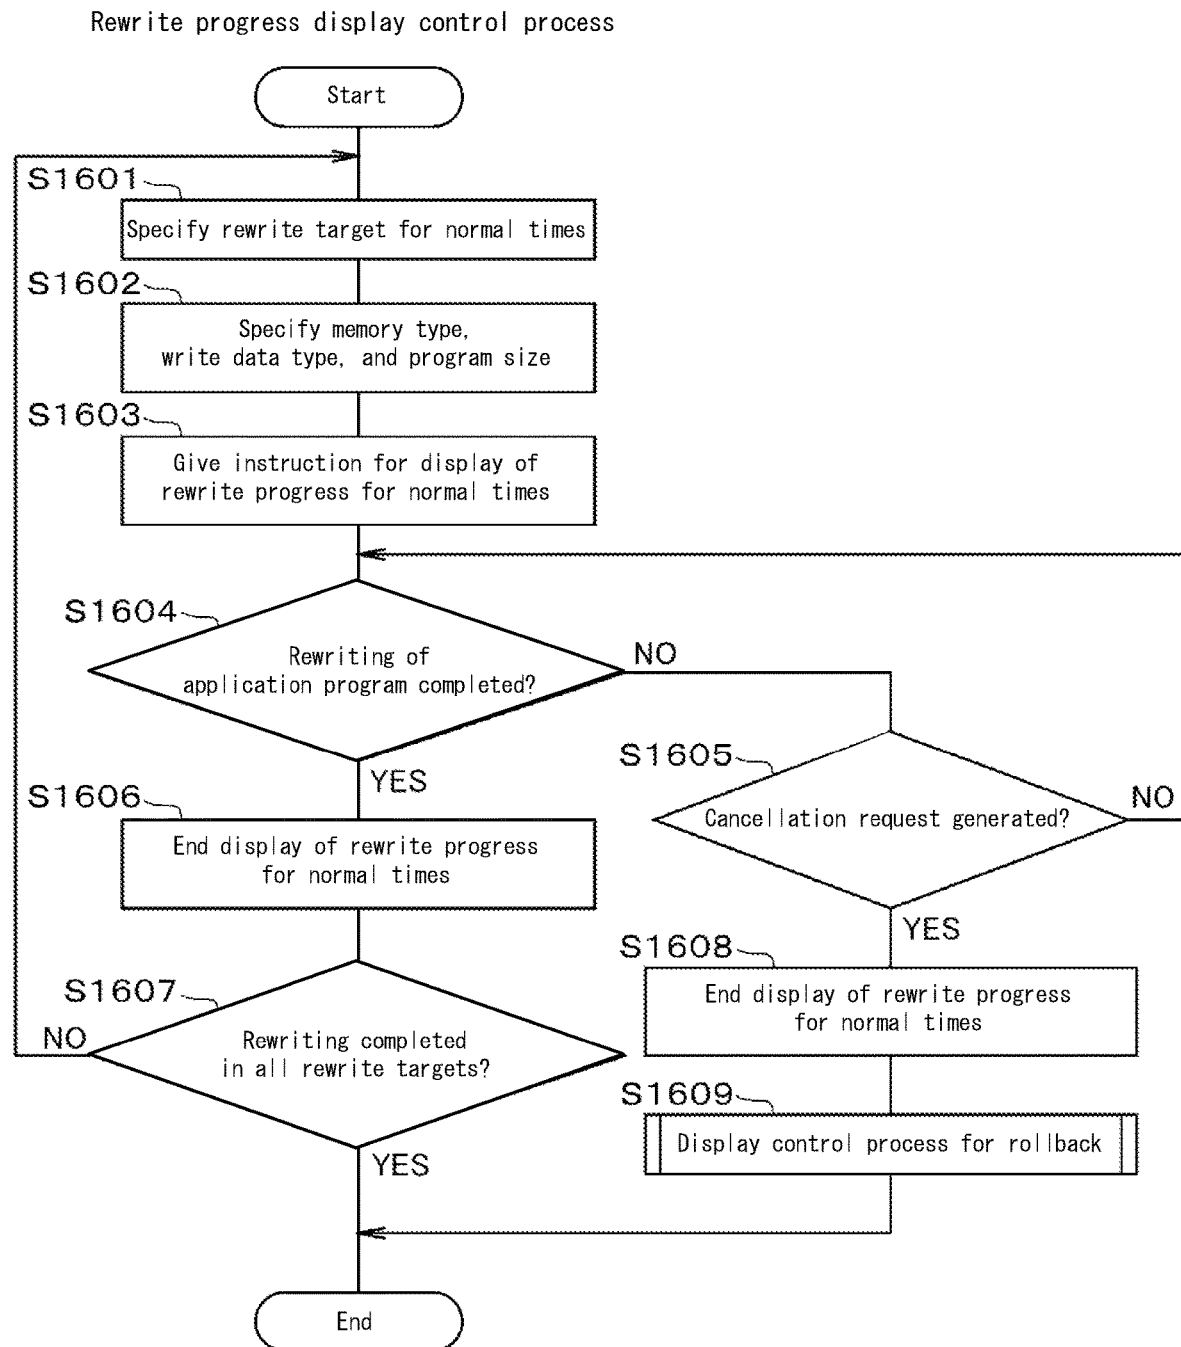 Rewrite progress display control process
Start
S1601
Specify rewrite target for normal times
S1602
Specify memory type,
write data type, and program size
S1603
Give instruction for display of
rewrite progress for normal times
S1604
Rewriting of
application program completed?
NO
YES
S1605
Cancellation request generated?
NO
YES
S1606
End display of rewrite progress
for normal times
S1607
Rewriting completed
in all rewrite targets?
NO
YES
S1608
End display of rewrite progress
for normal times
S1609
Display control process for rollback
End